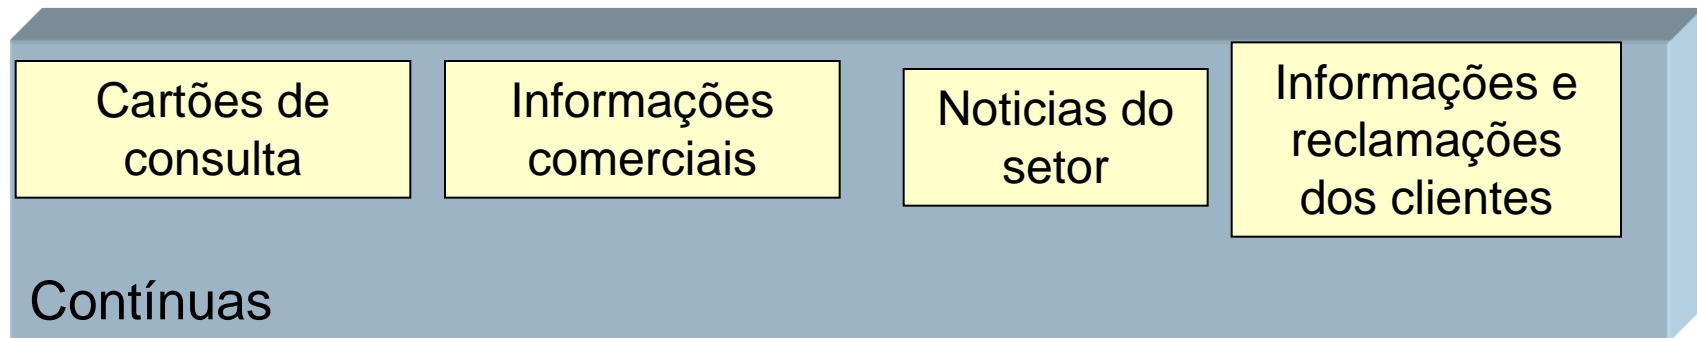 Cartões de
consulta
Informações
comerciais
Noticias do
setor
Informações e
reclamações
dos clientes
Contínuas